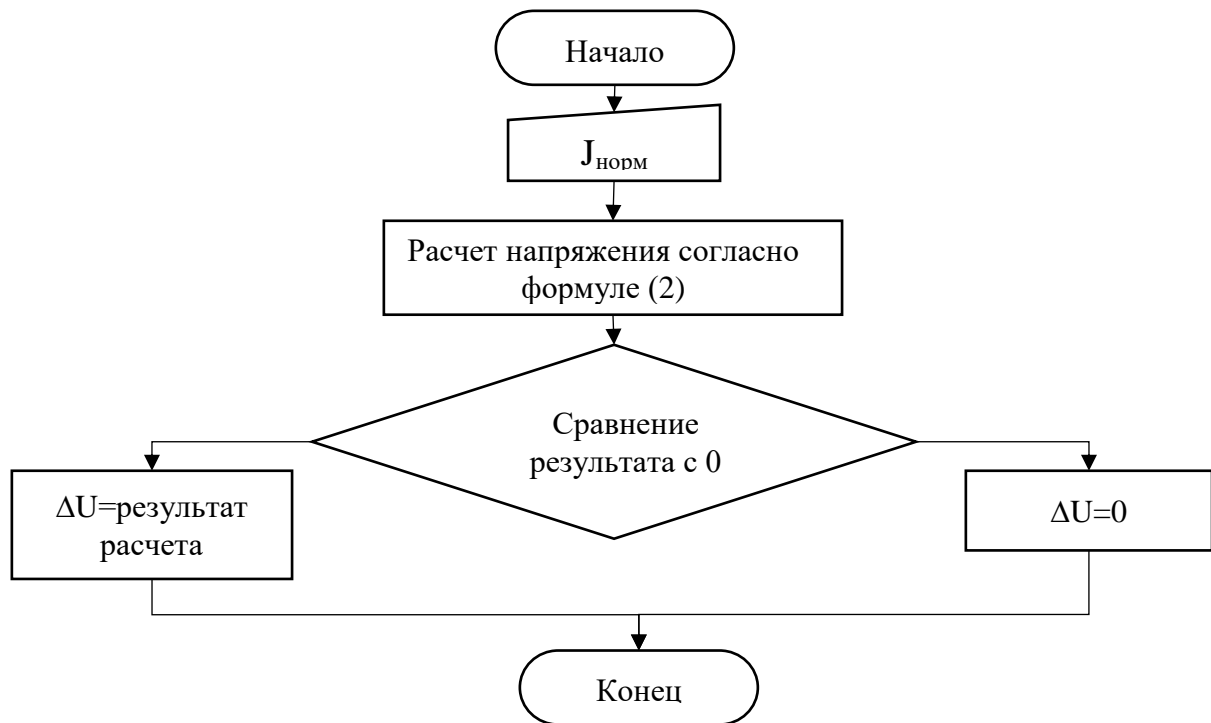 Начало
Jнорм
Расчет напряжения согласно
формуле (2)
Сравнение
результата с 0
ΔU=результат
расчета
ΔU=0
Конец